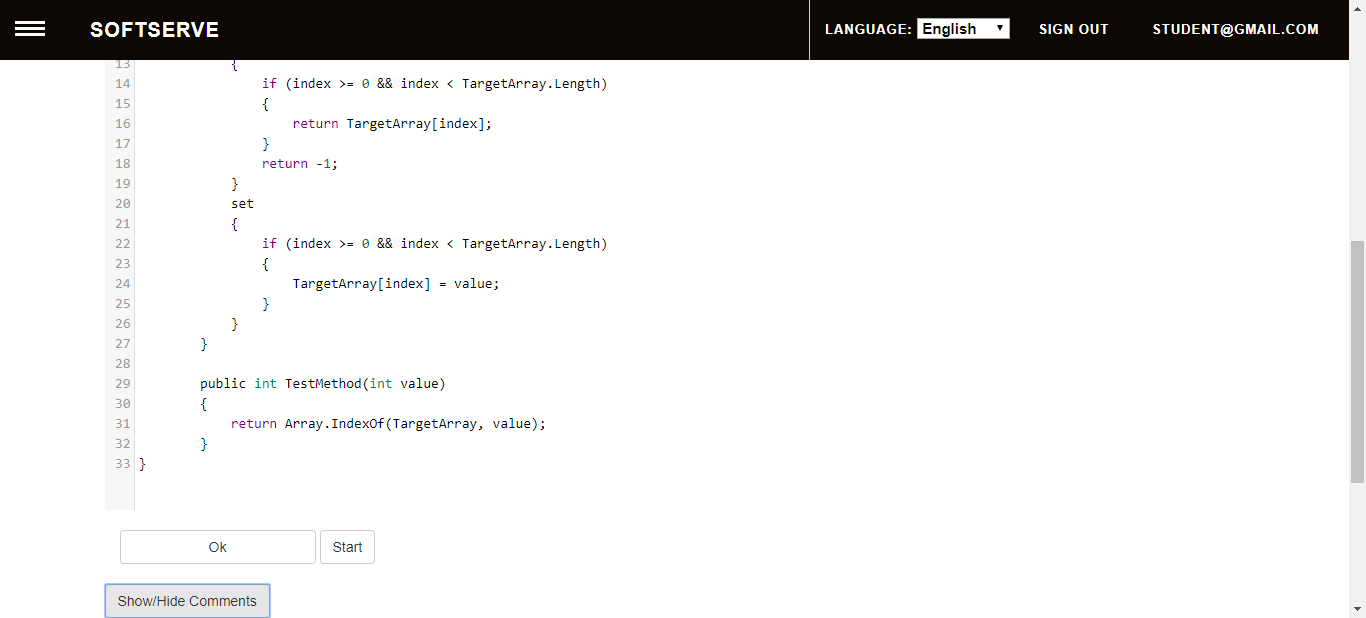 SOFTSERVE
LANGUAGE: English SIGN OUT STUDENT@GMAIL.COM
13 {
14 if (index >= 0 && index < TargetArray.Length)
15 {
16 return TargetArray[index];
17 }
18 return -1;
19 }
20 set
21 {
22 if (index >= 0 && index < TargetArray.Length)
23 {
24 TargetArray[index] = value;
25 }
26 }
27 }
28
29 public int TestMethod(int value)
30 {
31 return Array.IndexOf(TargetArray, value);
32 }
33 }
Ok Start
Show/Hide Comments